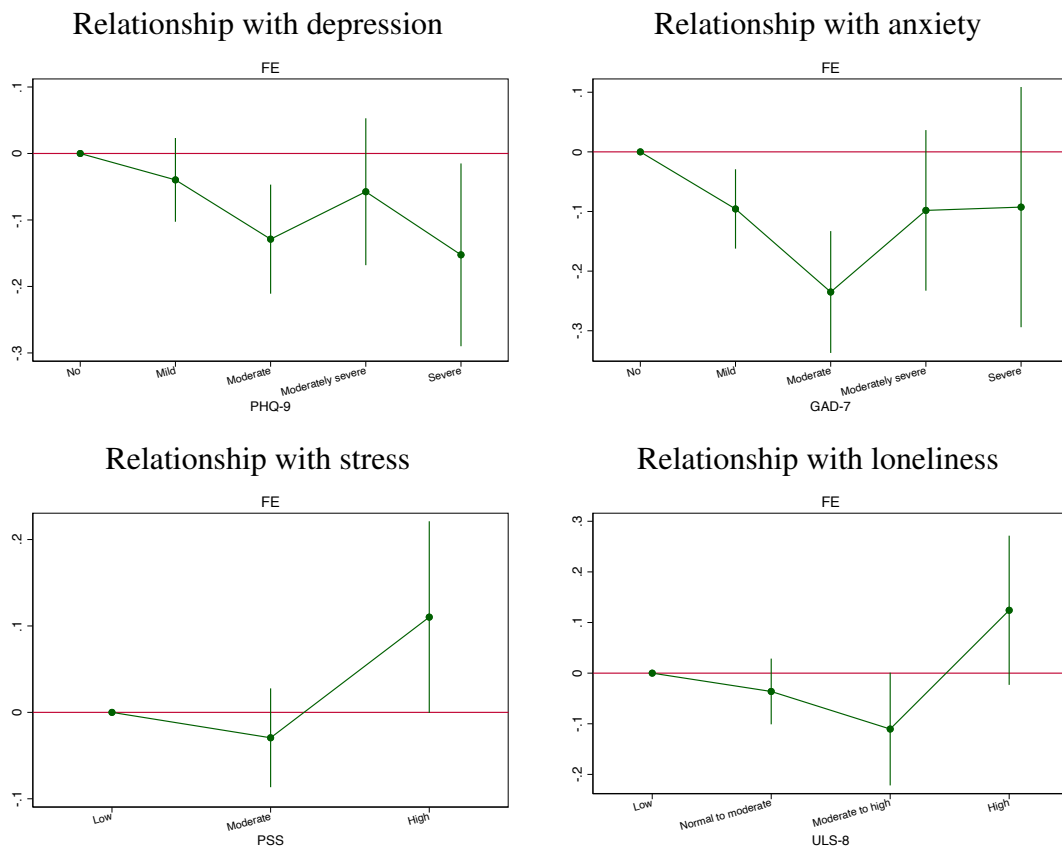 Relationship with depression
FE
.1
0
-.1
-.2
-.3
No
Mild
Moderate
Moderately severe
Severe
PHQ-9
Relationship with anxiety
FE
.1
0
-.1
-.2
-.3
No
Mild
Moderate
Moderately severe
Severe
GAD-7
Relationship with stress
FE
.2
.1
0
-.1
Low
Moderate
High
PSS
Relationship with loneliness
FE
.3
.2
.1
0
-.1
-.2
Low
Normal to moderate
Moderate to high
High
ULS-8